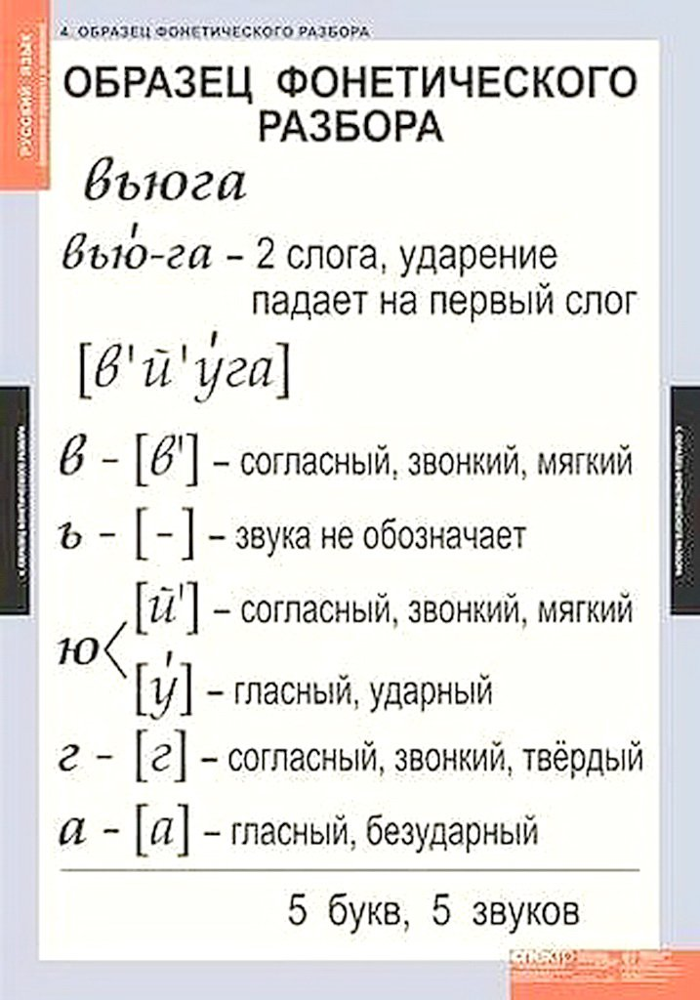 4. ОБРАЗЕЦ ФОНЕТИЧЕСКОГО РАЗБОРА
РУССКИЙ ЯЗЫК
ОБРАЗЕЦ ФОНЕТИЧЕСКОГО
РАЗБОРА
вьюга
вью́-га – 2 слога, ударение
падает на первый слог
[в'й'у́га]
в – [в'] – согласный, звонкий, мягкий
ь – [–] – звука не обозначает
ю
[й'] – согласный, звонкий, мягкий
[у́] – гласный, ударный
г – [г] – согласный, звонкий, твёрдый
а – [а] – гласный, безударный
5 букв, 5 звуков